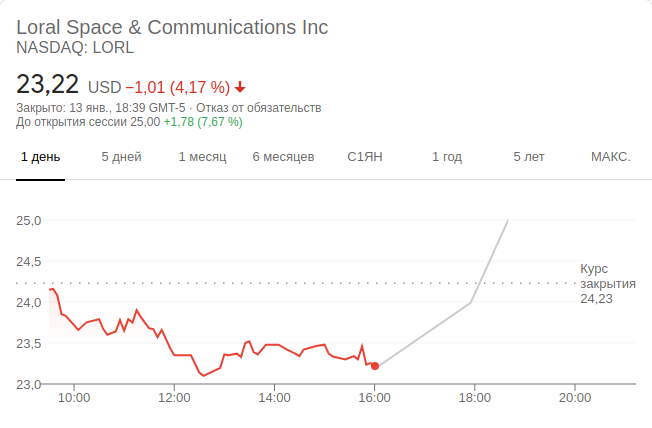 Loral Space & Communications Inc
NASDAQ: LORL
23,22 USD −1,01 (4,17 %)
Закрыто: 13 янв., 18:39 GMT-5 · Отказ от обязательств
До открытия сессии 25,00 +1,78 (7,67 %)
1 день 5 дней 1 месяц 6 месяцев С1ЯН 1 год 5 лет МАКС.
25,0
24,5
Курс
закрытия
24,23
24,0
23,5
23,0
10:00 12:00 14:00 16:00 18:00 20:00